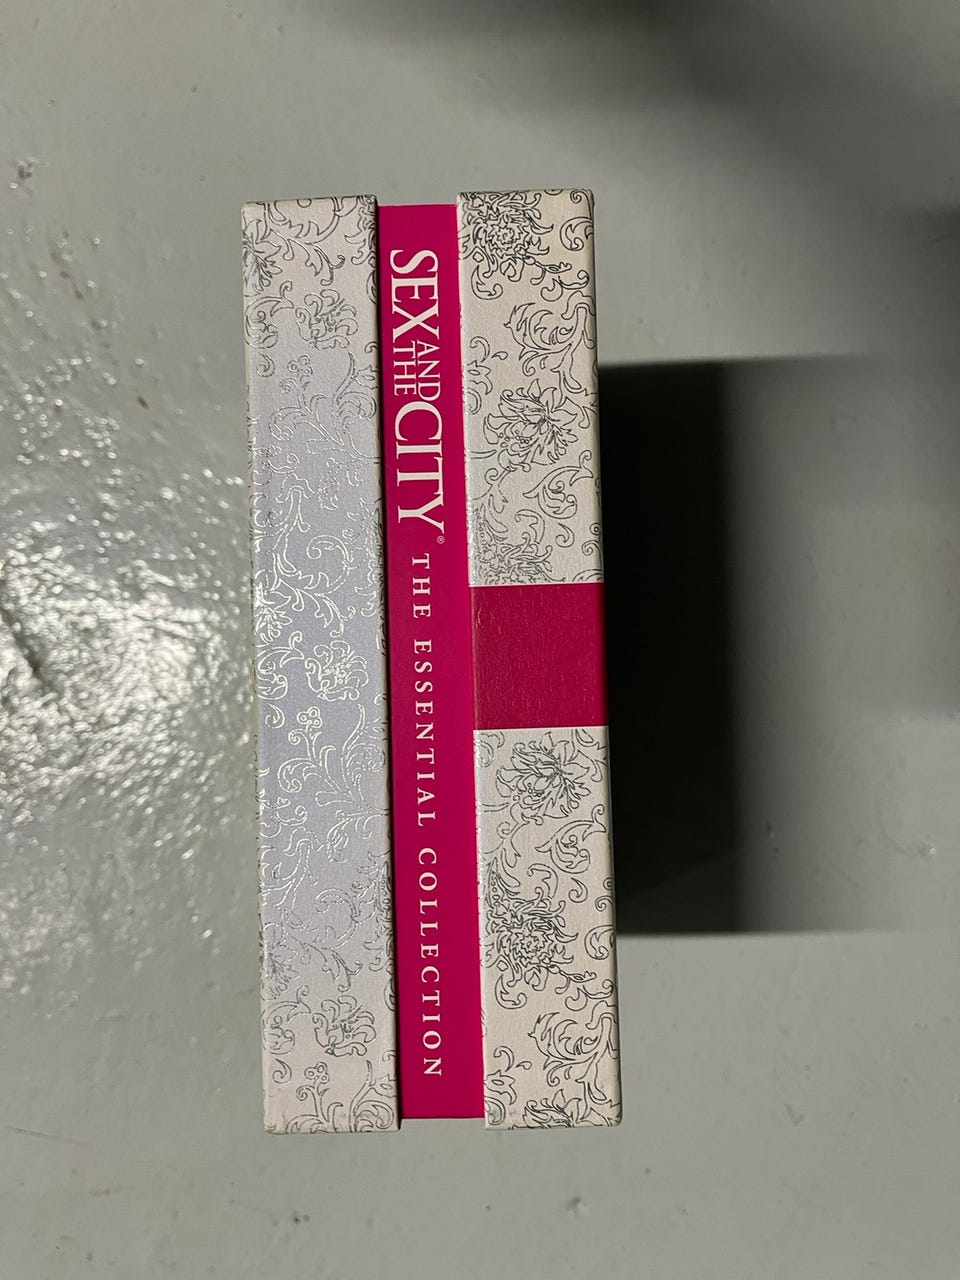 SEX AND THE CITY® THE ESSENTIAL COLLECTION